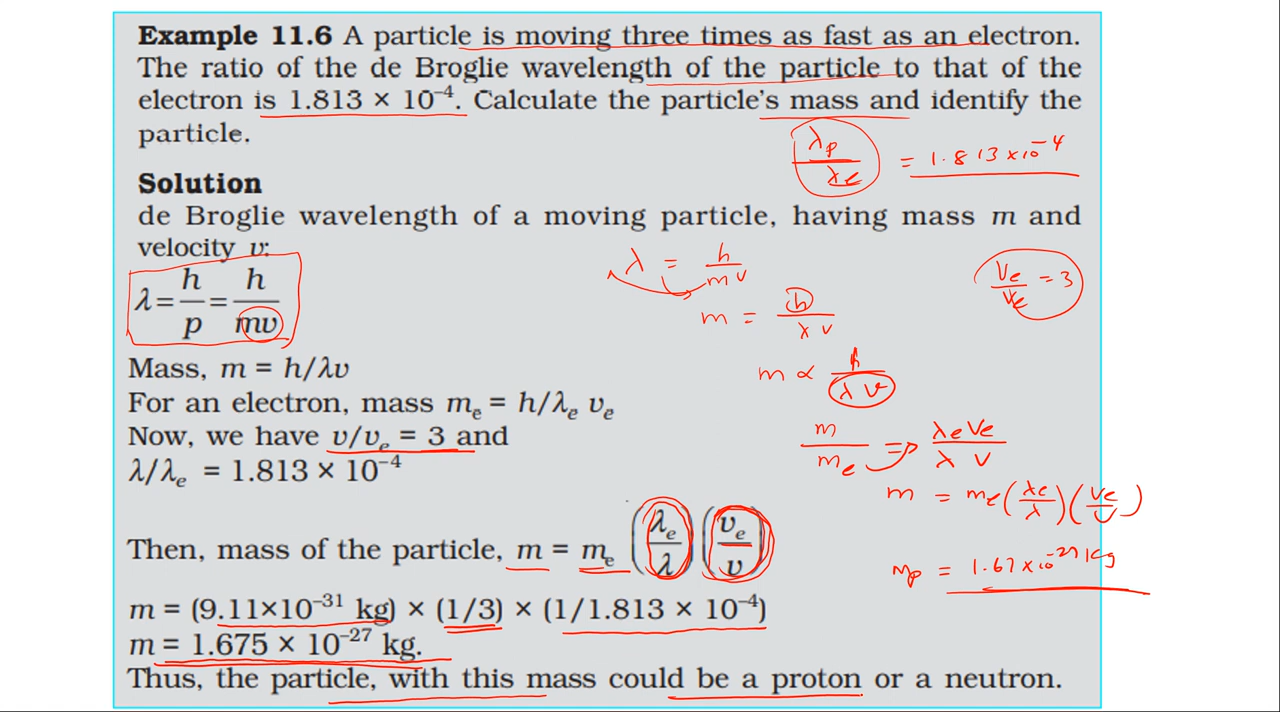 Example 11.6 A particle is moving three times as fast as an electron.
The ratio of the de Broglie wavelength of the particle to that of the
electron is 1.813 × 10⁻⁴. Calculate the particle's mass and identify the
particle.
λp/λe = 1.813×10⁻⁴
Solution
de Broglie wavelength of a moving particle, having mass m and
velocity v:
λ = h/p = h/mv
λ = h/mv
Ve/Ve = 3
m = h/λv
m ∝ h/λv
Mass, m = h/λv
For an electron, mass mₑ = h/λₑ vₑ
Now, we have v/vₑ = 3 and
λ/λₑ = 1.813 × 10⁻⁴
m/me ⇒ λeVe/λV
m = me (λe/λ) (Ve/V)
Then, mass of the particle, m = mₑ (λₑ/λ) (vₑ/v)
mp = 1.67×10⁻²⁷ Kg
m = (9.11×10⁻³¹ kg) × (1/3) × (1/1.813 × 10⁻⁴)
m = 1.675 × 10⁻²⁷ kg.
Thus, the particle, with this mass could be a proton or a neutron.